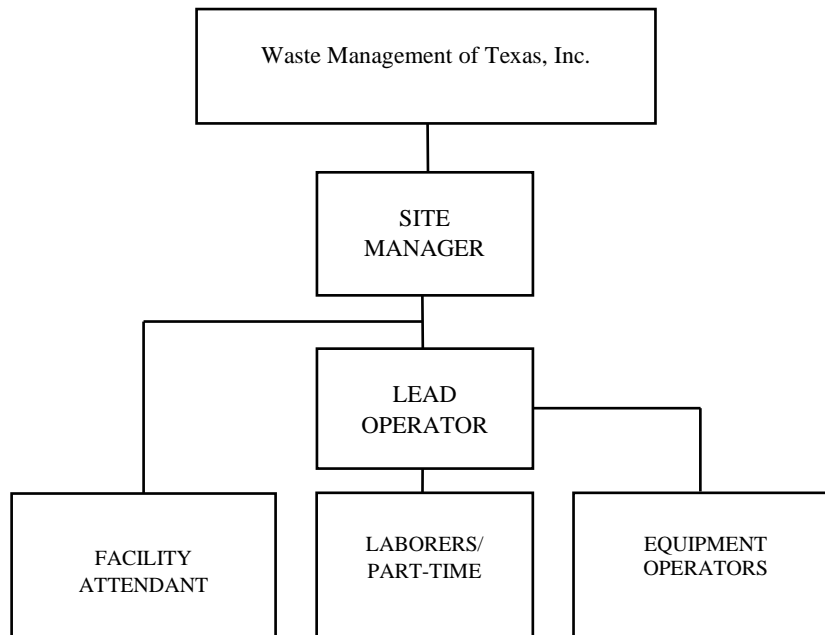 Waste Management of Texas, Inc.
SITE
MANAGER
LEAD
OPERATOR
FACILITY
ATTENDANT
LABORERS/
PART-TIME
EQUIPMENT
OPERATORS